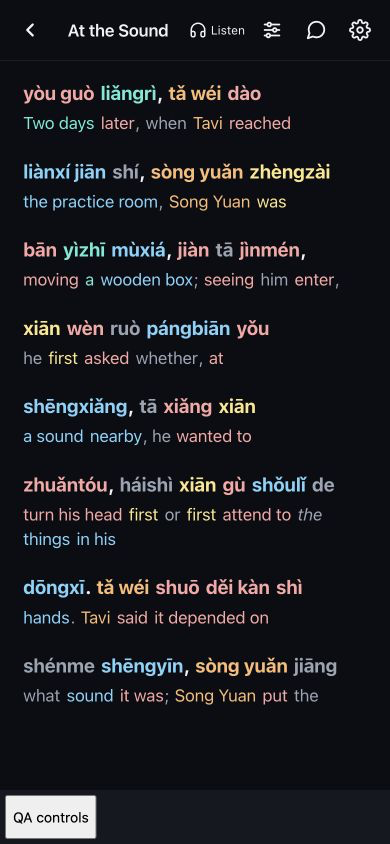 At the Sound
Listen
yòu guò liǎngrì, tǎ wéi dào
Two days later, when Tavi reached
liànxí jiān shí, sòng yuǎn zhèngzài
the practice room, Song Yuan was
bān yìzhī mùxiá, jiàn tā jìnmén,
moving a wooden box; seeing him enter,
xiān wèn ruò pángbiān yǒu
he first asked whether, at
shēngxiǎng, tā xiǎng xiān
a sound nearby, he wanted to
zhuǎntóu, háishì xiān gù shǒulǐ de
turn his head first or first attend to the
things in his
dōngxī. tǎ wéi shuō děi kàn shì
hands. Tavi said it depended on
shénme shēngyīn, sòng yuǎn jiāng
what sound it was; Song Yuan put the
QA controls